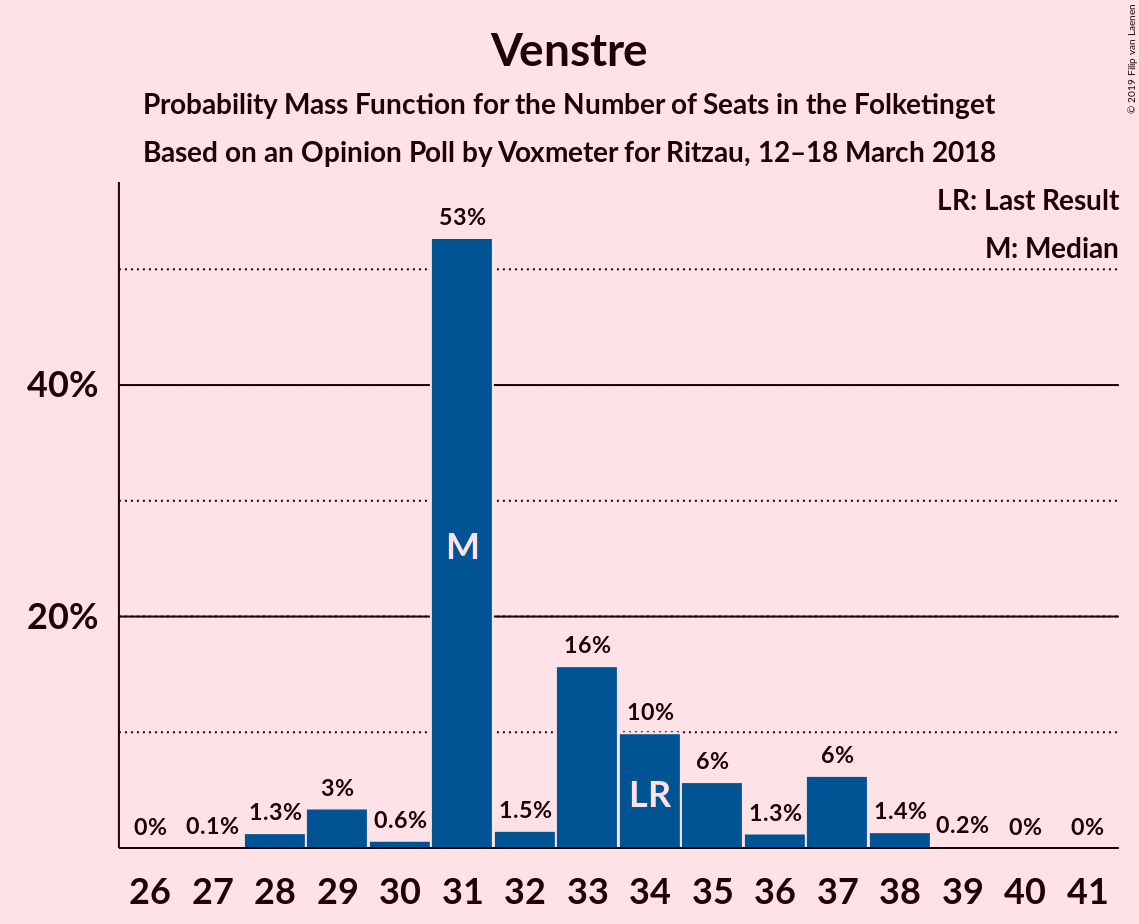 Venstre
Probability Mass Function for the Number of Seats in the Folketinget
Based on an Opinion Poll by Voxmeter for Ritzau, 12–18 March 2018
© 2019 Filip van Laenen
LR: Last Result
M: Median
40%
20%
0%
0.1%
1.3%
3%
0.6%
53%
1.5%
16%
10%
6%
1.3%
6%
1.4%
0.2%
0%
0%
M
LR
26 27 28 29 30 31 32 33 34 35 36 37 38 39 40 41